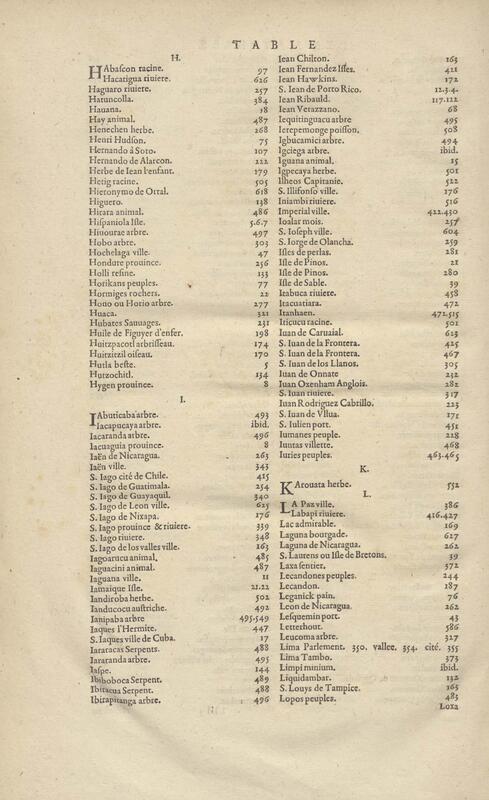 TABLE
H.
HAbascon racine. 97
Hacatigua riuiere. 626
Haguaro riuiere. 257
Hatuncolla. 384
Hauana. 18
Hay animal. 487
Henechen herbe. 268
Henri Hudson. 75
Hernando à Soto. 107
Hernando de Alarcon. 222
Herbe de Iean l'enfant. 179
Hetig racine. 505
Hieronymo de Ortal. 618
Higuero. 138
Hirara animal. 486
Hispaniola Isle. 5.6.7
Hiuourae arbre. 497
Hobo arbre. 303
Hochelaga ville. 47
Hondure prouince. 256
Holli resine. 133
Horikans peuples. 77
Hormiges rochers. 22
Houo ou Horio arbre. 277
Huaca. 321
Hubates Sauuages. 231
Huile de Figuyer d'enfer. 198
Huitzpacotl arbrisseau. 174
Huitzitzil oiseau. 170
Hutla beste. 5
Hutzochitl. 134
Hygen prouince. 8
I.
IAbuticaba arbre. 493
Iacapucaya arbre. ibid.
Iacaranda arbre. 496
Iacuaguia prouince. 8
Iaën de Nicaragua. 263
Iaën ville. 343
S. Iago cité de Chile. 415
S. Iago de Guatimala. 254
S. Iago de Guayaquil. 340
S. Iago de Leon ville. 625
S. Iago de Nixapa. 176
S. Iago prouince & riuiere. 339
S. Iago riuiere. 348
S. Iago de los valles ville. 163
Iagoarucu animal. 485
Iaguacini animal. 487
Iaguana ville. 11
Iamaique Isle. 21.22
Iandiroba herbe. 502
Ianducocu austriche. 492
Ianipaba arbre 495.549
Iaques l'Hermite. 447
S. Iaques ville de Cuba. 17
Iararacas Serpents. 488
Iararanda arbre. 495
Iaspe. 144
Ibiboboca Serpent. 489
Ibiracua Serpent. 488
Ibirapitanga arbre. 496
Iean Chilton. 163
Iean Fernandez Isles. 421
Iean Hawkins. 172
S. Iean de Porto Rico. 12.3.4.
Iean Ribauld. 117.122
Iean Verazzano. 68
Iequitinguacu arbre 495
Ierepemonge poisson. 508
Igbucamici arbre. 494
Igciega arbre. ibid.
Iguana animal. 15
Igpecaya herbe. 501
Ilheos Capitanie. 522
S. Illifonso ville. 176
Iniambi riuiere. 516
Imperial ville. 422.430
Ioalar mois. 257
S. Ioseph ville. 604
S. Iorge de Olancha. 259
Isles de perlas. 281
Isle de Pinos. 21
Isle de Pinos. 280
Isle de Sable. 39
Itabuca riuiere. 458
Itacuatiara. 472
Itanhaen. 472.515
Iticucu racine. 501
Iuan de Caruaial. 623
S. Iuan de la Frontera. 425
S. Iuan de la Frontera. 467
S. Iuan de los Llanos. 305
Iuan de Onnate 232
Iuan Oxenham Anglois. 282
S. Iuan riuiere. 317
Iuan Rodriguez Cabrillo. 223
S. Iuan de Vllua. 171
S. Iulien port. 451
Iumanes peuple. 228
Iuntas villette. 468
Iuries peuples. 463.465
K.
KArouata herbe. 552
L.
LA Paz ville. 386
Labapi riuiere. 416.427
Lac admirable. 169
Laguna bourgade. 627
Laguna de Nicaragua. 262
S. Laurens ou Isle de Bretons. 39
Laxa sentier. 372
Lecandones peuples. 244
Lecandon. 187
Leganick pain. 76
Leon de Nicaragua. 262
Lesquemin port. 43
Letterhout. 586
Leucoma arbre. 327
Lima Parlement. 350. vallee. 354. cité. 355
Lima Tambo. 373
Limpi minium. ibid.
Liquidambar. 132
S. Louys de Tampice. 165
Lopos peuples. 483
Loxa